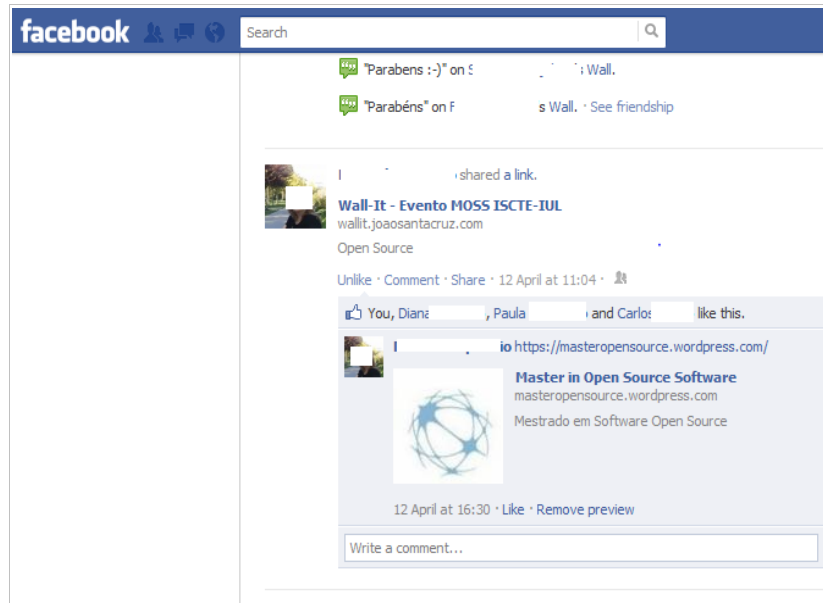 facebook Search
"Parabens :-)" on Wall.
"Parabéns" on s Wall. · See friendship
shared a link.
Wall-It - Evento MOSS ISCTE-IUL
wallit.joaosantacruz.com
Open Source
Unlike · Comment · Share · 12 April at 11:04 ·
You, Diana , Paula and Carlos like this.
io https://masteropensource.wordpress.com/
Master in Open Source Software
masteropensource.wordpress.com
Mestrado em Software Open Source
12 April at 16:30 · Like · Remove preview
Write a comment...